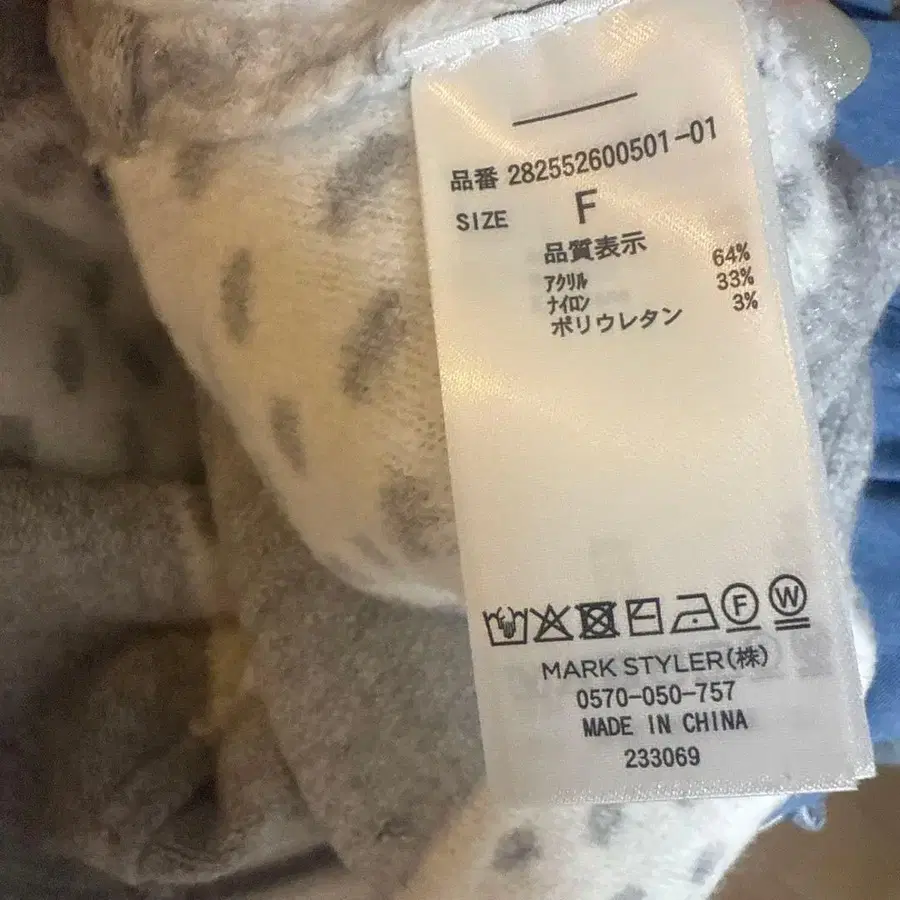 品番 282552600501-01
SIZE F
品質表示
アクリル 64%
ナイロン 33%
ポリウレタン 3%
F W
MARK STYLER(株)
0570-050-757
MADE IN CHINA
233069